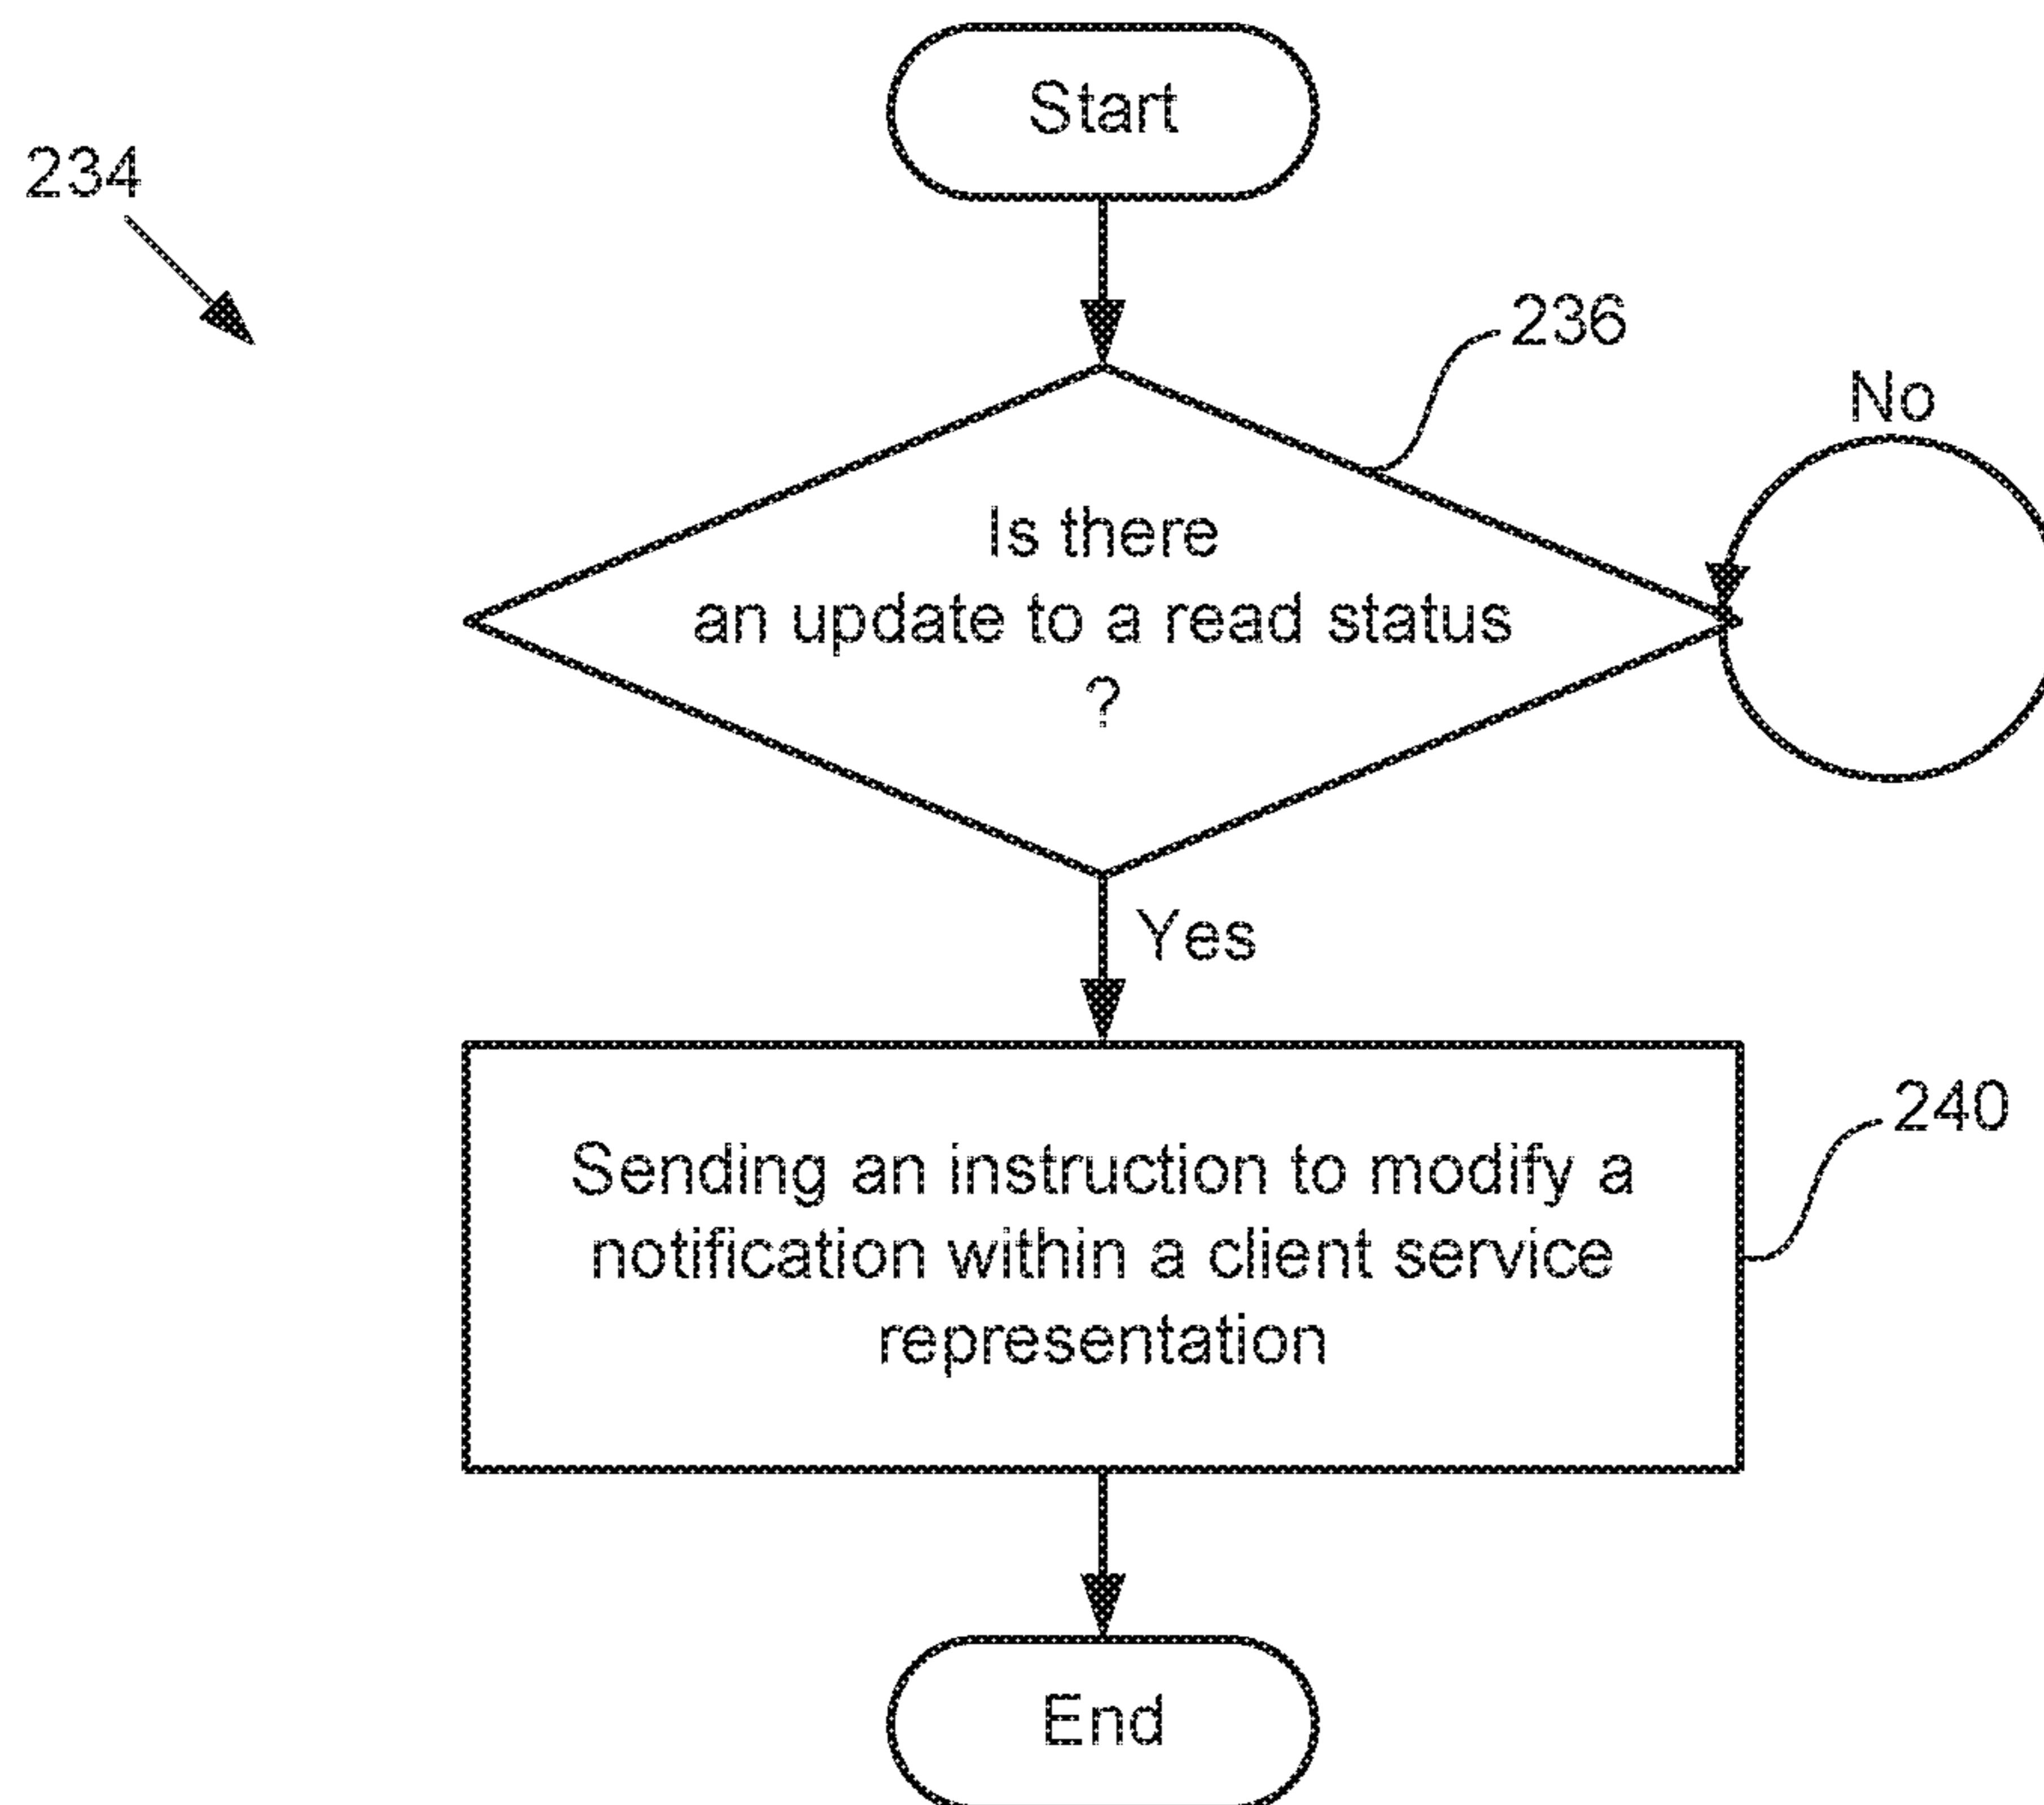 Start
234
236
No
Is there
an update to a read status
?
Yes
240
Sending an instruction to modify a
notification within a client service
representation
End